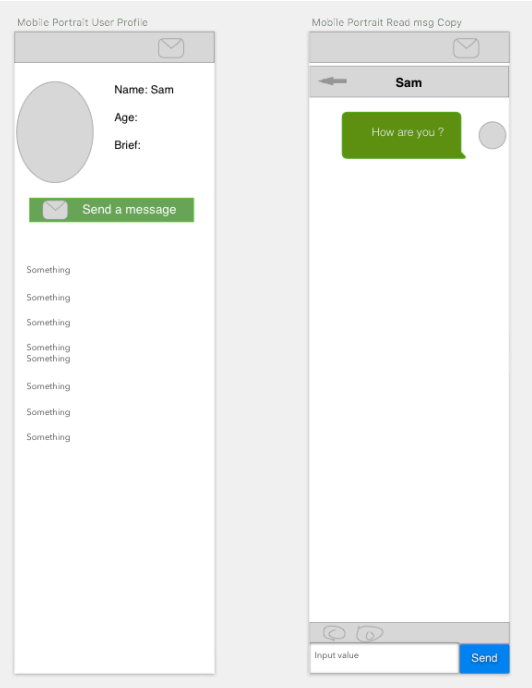 Mobile Portrait User Profile
Name: Sam
Age:
Brief:
Send a message
Something
Something
Something
Something
Something
Something
Something
Something
Mobile Portrait Read msg Copy
Sam
How are you ?
Input value
Send